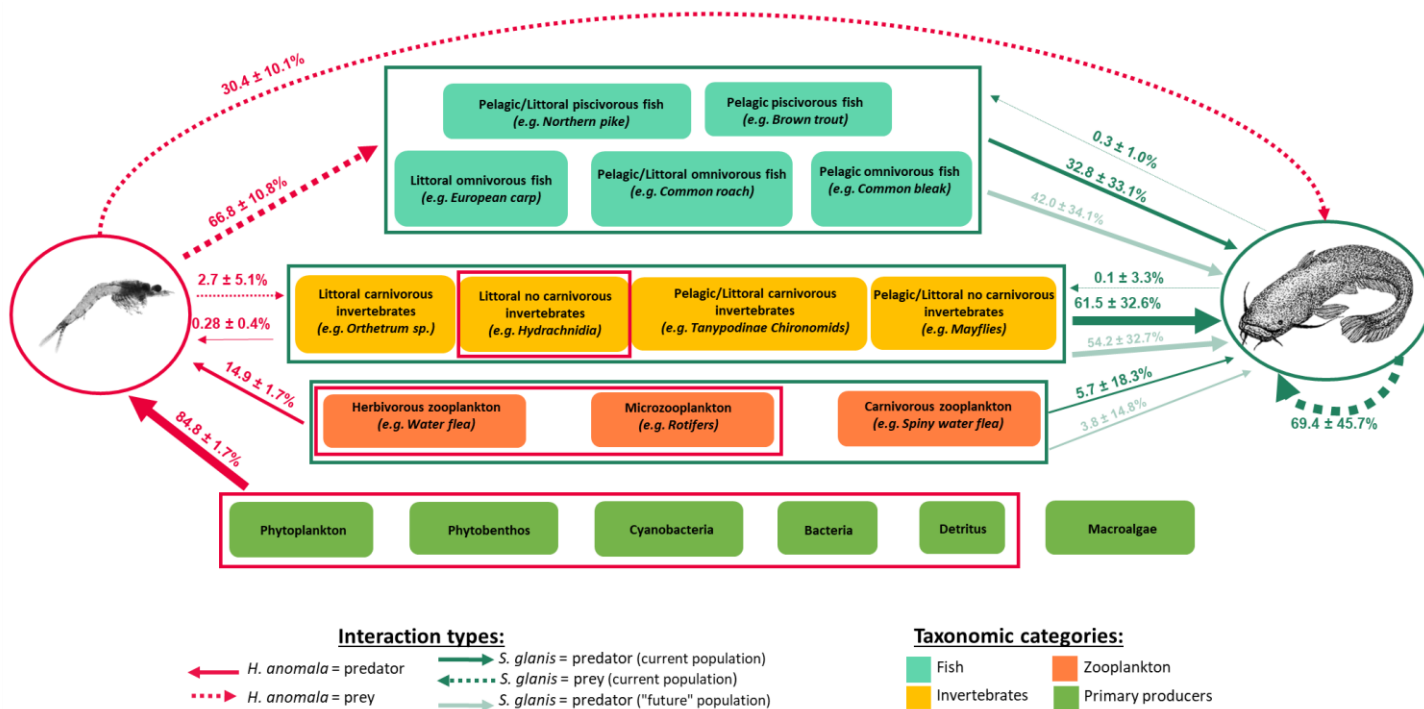 30.4 ± 10.1%
Pelagic/Littoral piscivorous fish
(e.g. Northern pike)
Pelagic piscivorous fish
(e.g. Brown trout)
Littoral omnivorous fish
(e.g. European carp)
Pelagic/Littoral omnivorous fish
(e.g. Common roach)
Pelagic omnivorous fish
(e.g. Common bleak)
66.8 ± 10.8%
0.3 ± 1.0%
32.8 ± 33.1%
42.0 ± 34.1%
2.7 ± 5.1%
0.28 ± 0.4%
Littoral carnivorous
invertebrates
(e.g. Orthetrum sp.)
Littoral no carnivorous
invertebrates
(e.g. Hydrachnidia)
Pelagic/Littoral carnivorous
invertebrates
(e.g. Tanypodinae Chironomids)
Pelagic/Littoral no carnivorous
invertebrates
(e.g. Mayflies)
0.1 ± 3.3%
61.5 ± 32.6%
54.2 ± 32.7%
14.9 ± 1.7%
Herbivorous zooplankton
(e.g. Water flea)
Microzooplankton
(e.g. Rotifers)
Carnivorous zooplankton
(e.g. Spiny water flea)
5.7 ± 18.3%
3.8 ± 14.8%
69.4 ± 45.7%
84.8 ± 1.7%
Phytoplankton
Phytobenthos
Cyanobacteria
Bacteria
Detritus
Macroalgae
Interaction types:
H. anomala = predator
H. anomala = prey
S. glanis = predator (current population)
S. glanis = prey (current population)
S. glanis = predator ("future" population)
Taxonomic categories:
Fish
Zooplankton
Invertebrates
Primary producers